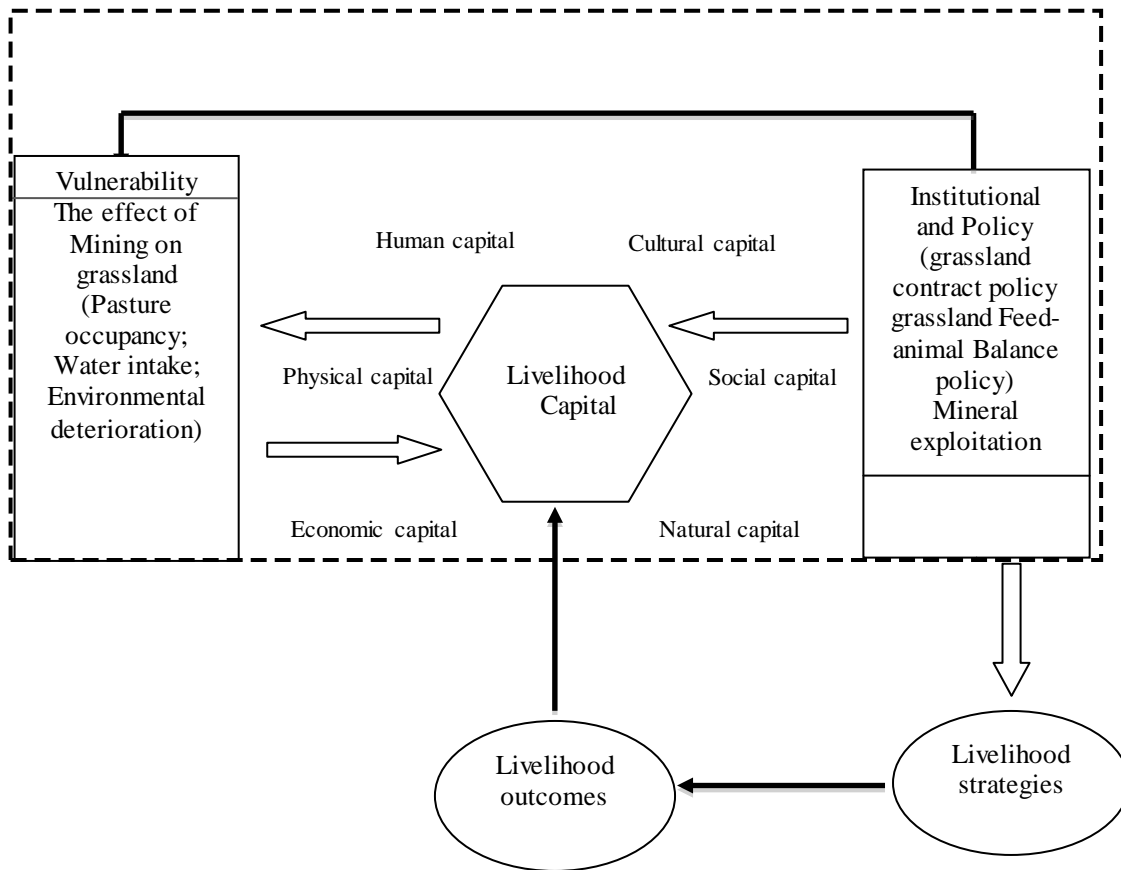 Vulnerability
The effect of
Mining on
grassland
(Pasture
occupancy;
Water intake;
Environmental
deterioration)
Human capital
Cultural capital
Physical capital
Livelihood
Capital
Social capital
Economic capital
Natural capital
Institutional
and Policy
(grassland
contract policy
grassland Feed-
animal Balance
policy)
Mineral
exploitation
Livelihood
outcomes
Livelihood
strategies